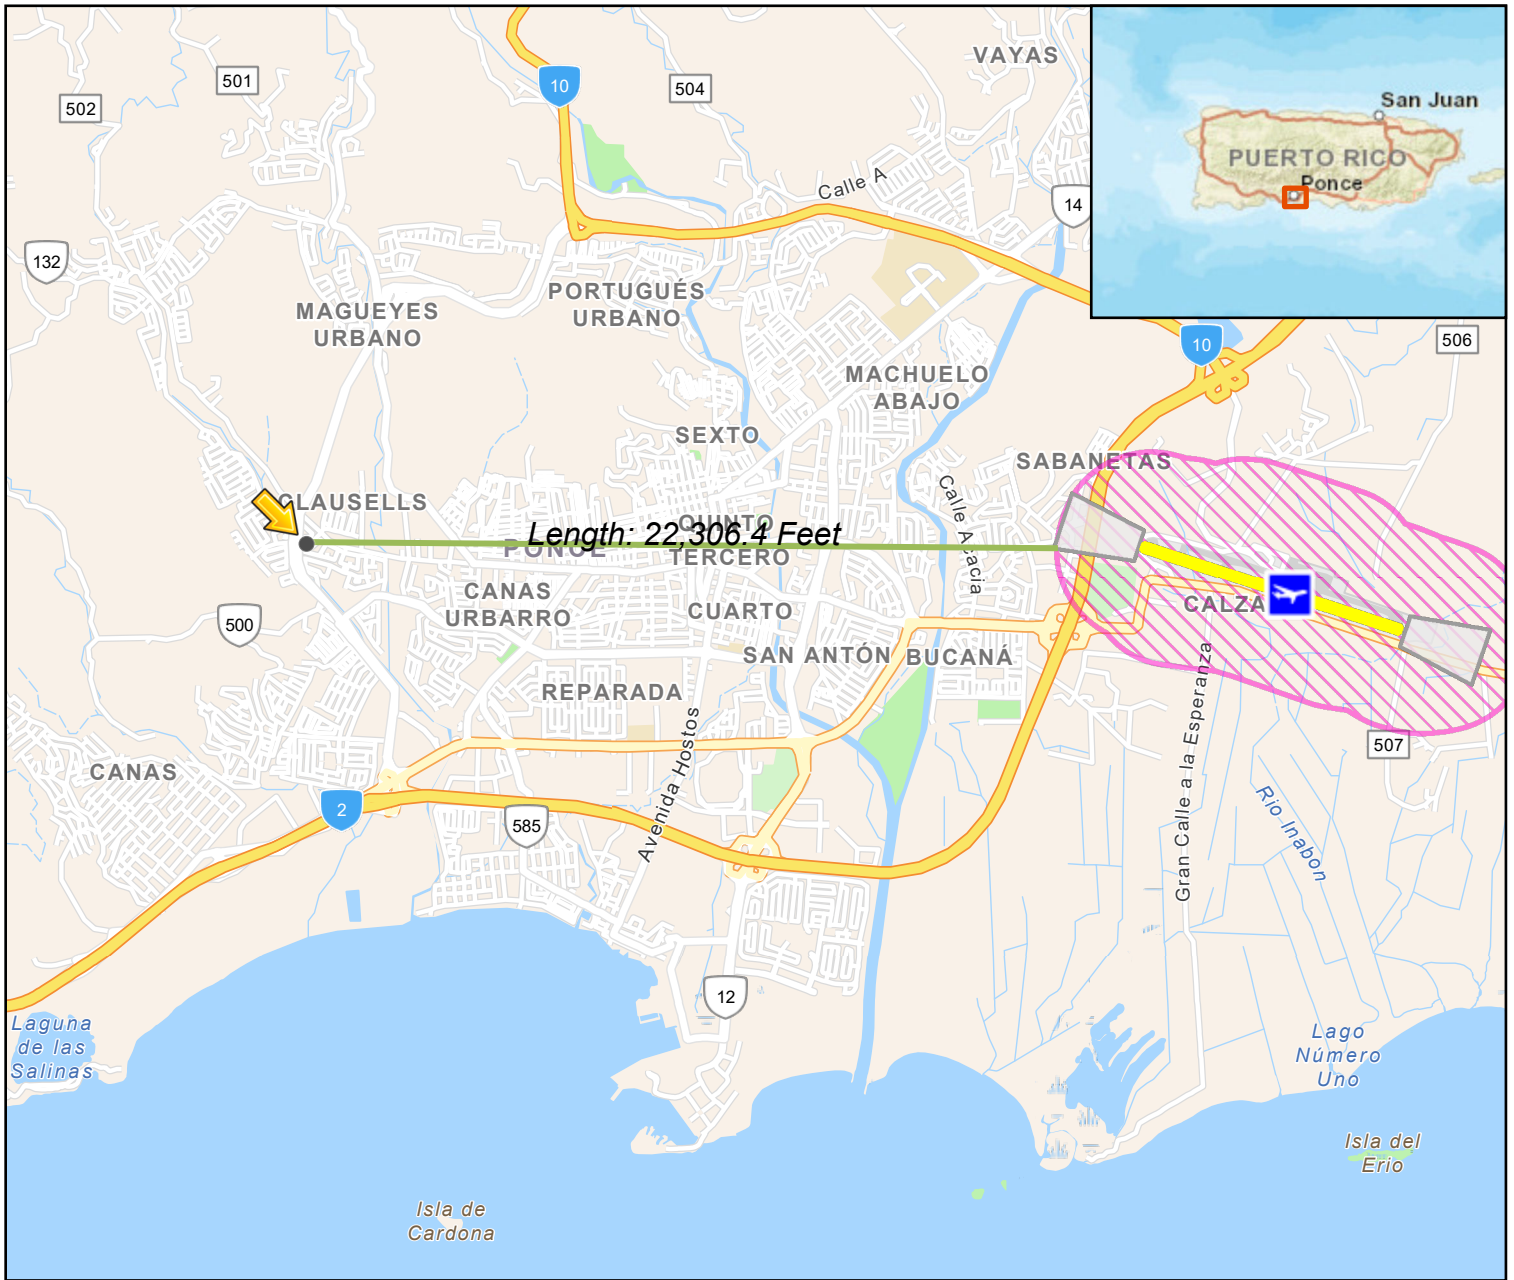 VAYAS
501
10
504
502
San Juan
PUERTO RICO
Ponce
Calle A
14
132
PORTUGUÉS
URBANO
MAGUEYES
URBANO
10
506
MACHUELO
ABAJO
SEXTO
SABANETAS
CLAUSELLS
Calle Acacia
QUINTO
Length: 22,306.4 Feet
PONCE
TERCERO
CANAS
URBARRO
CUARTO
CALZA
500
SAN ANTÓN
BUCANÁ
REPARADA
Gran Calle a la Esperanza
Avenida Hostos
507
CANAS
2
585
Rio Inabon
12
Laguna
de las
Salinas
Lago
Número
Uno
Isla del
Erio
Isla de
Cardona